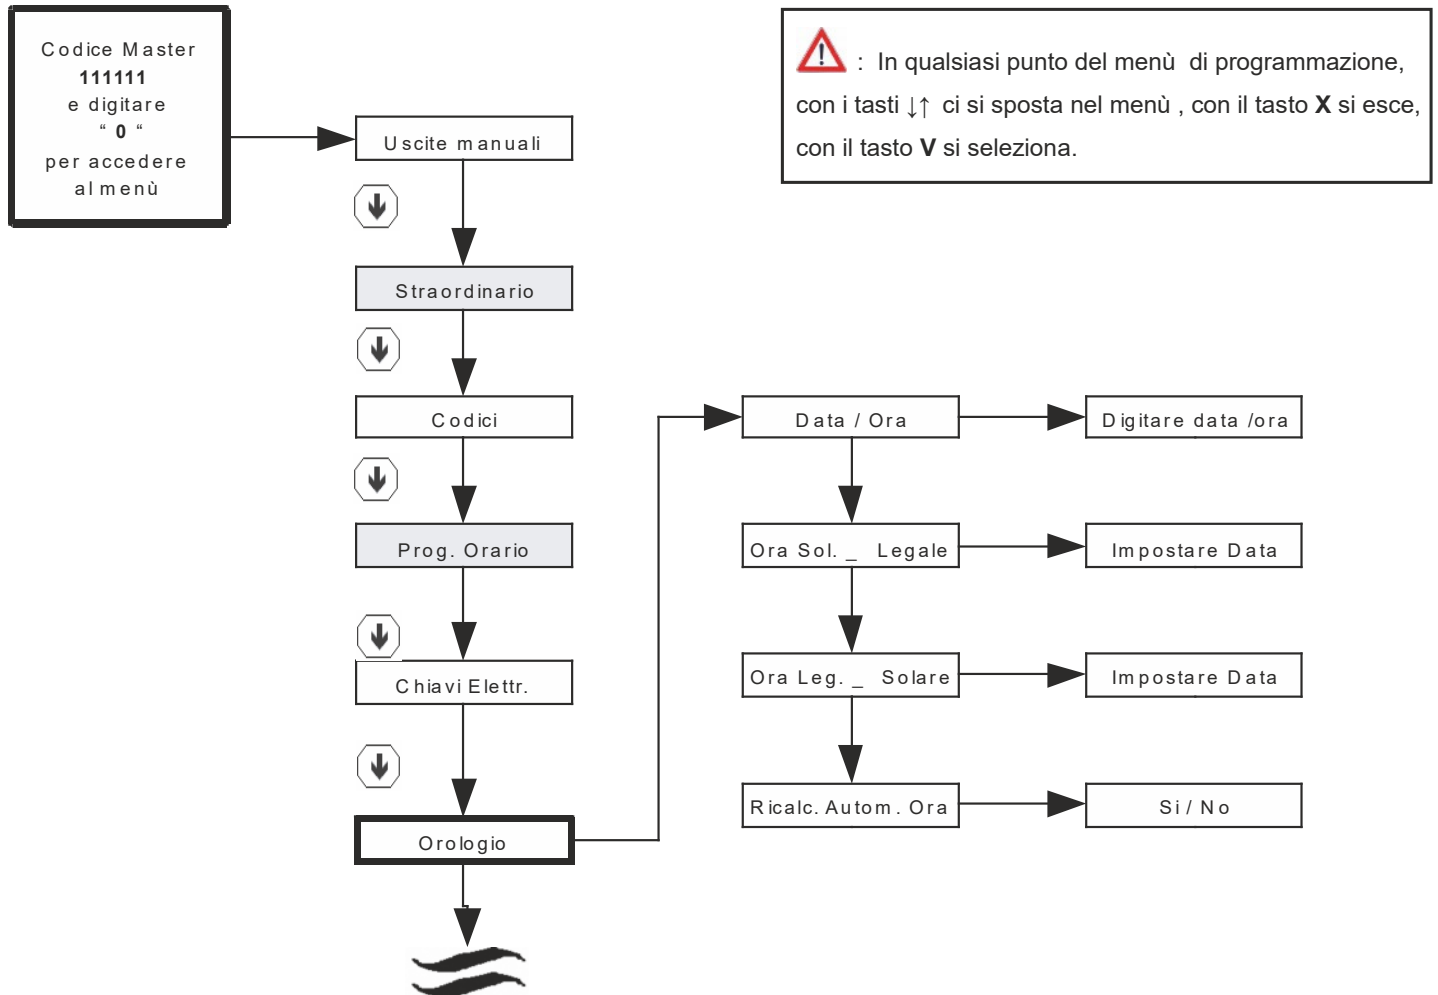 Codice Master
111111
e digitare
“ 0 “
per accedere
al menù
: In qualsiasi punto del menù di programmazione,
con i tasti ↓↑ ci si sposta nel menù , con il tasto X si esce,
con il tasto V si seleziona.
Uscite manuali
Straordinario
Codici
Prog. Orario
Chiavi Elettr.
Orologio
Data / Ora
Digitare data /ora
Ora Sol. _ Legale
Impostare Data
Ora Leg. _ Solare
Impostare Data
Ricalc. Autom. Ora
Si / No